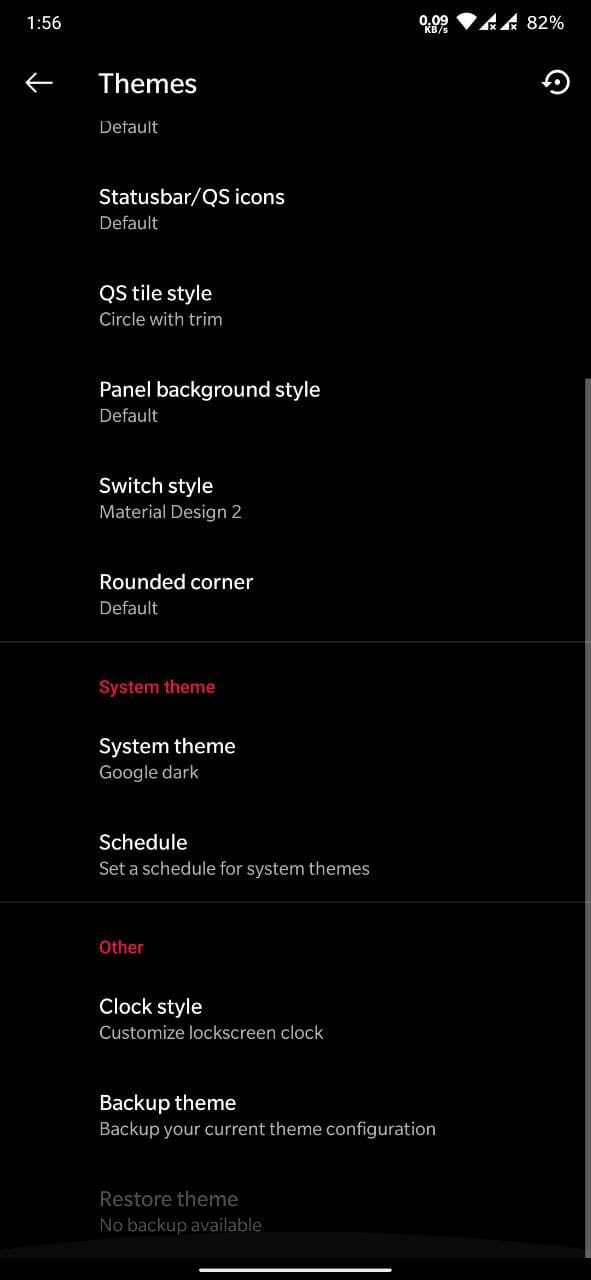 1:56
0.09
KB/s
82%
Themes
Default
Statusbar/QS icons
Default
QS tile style
Circle with trim
Panel background style
Default
Switch style
Material Design 2
Rounded corner
Default
System theme
System theme
Google dark
Schedule
Set a schedule for system themes
Other
Clock style
Customize lockscreen clock
Backup theme
Backup your current theme configuration
Restore theme
No backup available